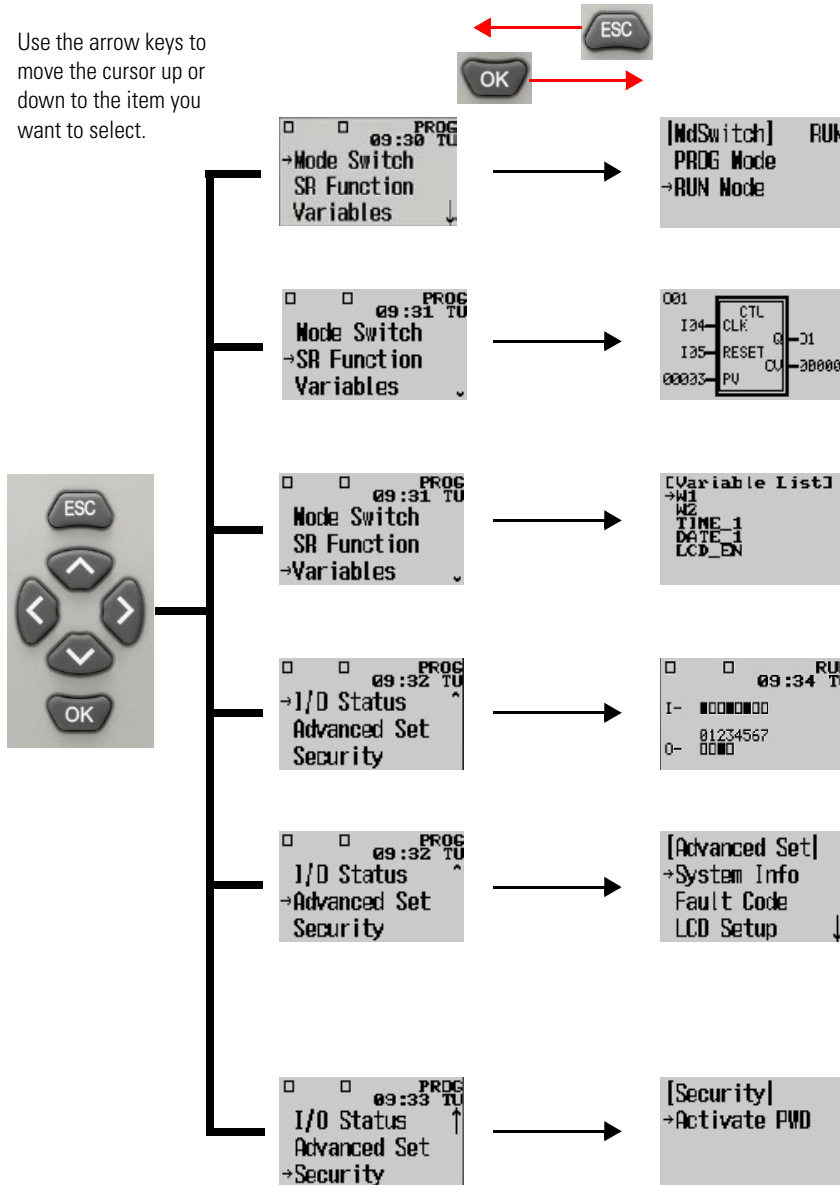 Use the arrow keys to
move the cursor up or
down to the item you
want to select.
ESC
OK
PROG
09:30 TU
→Mode Switch
SR Function
Variables ↓
[MdSwitch] RUN
PROG Mode
→RUN Mode
PROG
09:31 TU
Mode Switch
→SR Function
Variables
001
CTL
I04 CLK
Q
I05 RESET
CV
PV
PROG
09:31 TU
Mode Switch
SR Function
→Variables
[Variable List]
→W1
W2
TIME_1
DATE_1
LCD_EN
ESC
OK
PROG
09:32 TU
→I/O Status
Advanced Set
Security
09:34
I-
01234567
O-
PROG
09:32 TU
I/O Status
→Advanced Set
Security
[Advanced Set]
→System Info
Fault Code
LCD Setup ↓
PROG
09:33 TU
I/O Status ↑
Advanced Set
→Security
[Security]
→Activate PWD